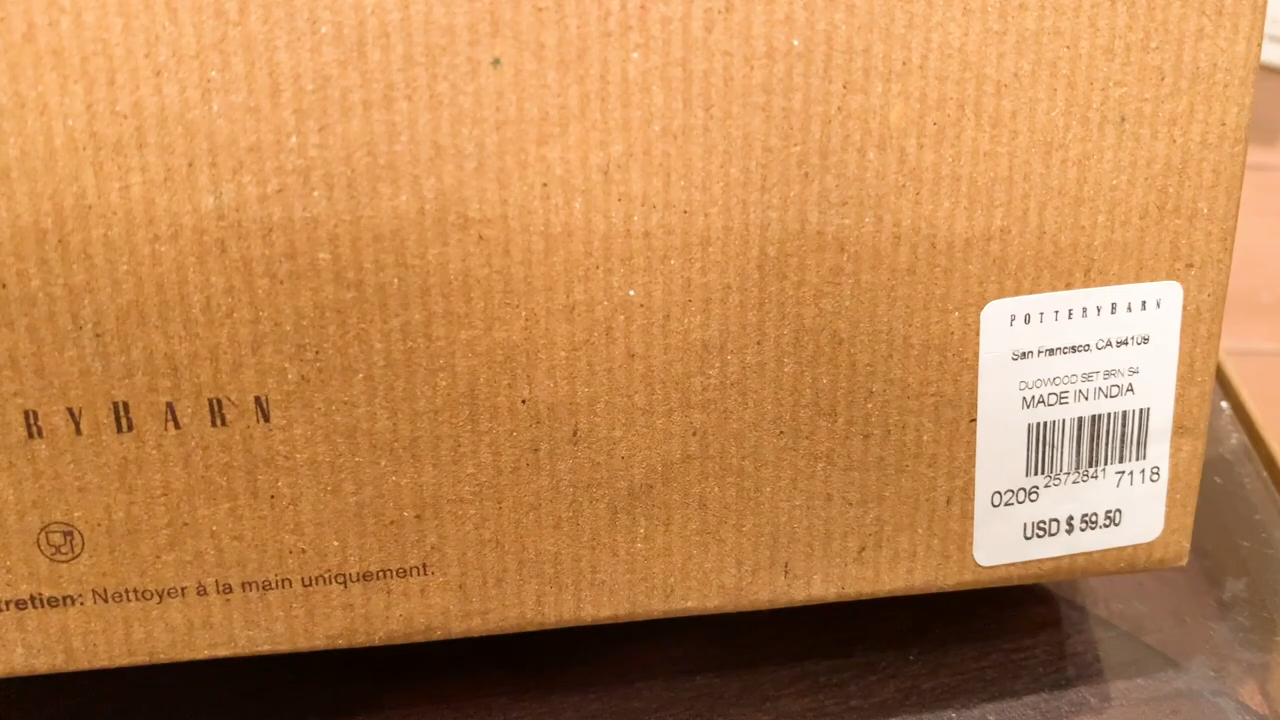 RYBARN
tretien: Nettoyer à la main uniquement.
POTTERYBARN
San Francisco, CA 94109
DUOWOOD SET BRN S4
MADE IN INDIA
0206 2572841 7118
USD $ 59.50